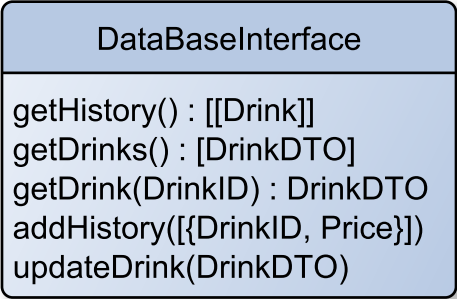 DataBaseInterface
getHistory() : [[Drink]]
getDrinks() : [DrinkDTO]
getDrink(DrinkID) : DrinkDTO
addHistory([{DrinkID, Price}])
updateDrink(DrinkDTO)